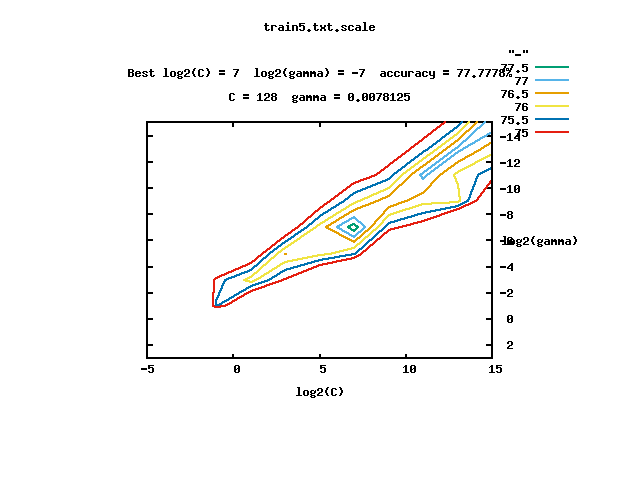 train5.txt.scale
"-"
Best log2(C) = 7  log2(gamma) = -7  accuracy = 77.7778%
77.5
77
76.5
76
75.5
75
C = 128  gamma = 0.0078125
-14
-12
-10
-8
-6
log2(gamma)
-4
-2
0
2
-5 0 5 10 15
log2(C)